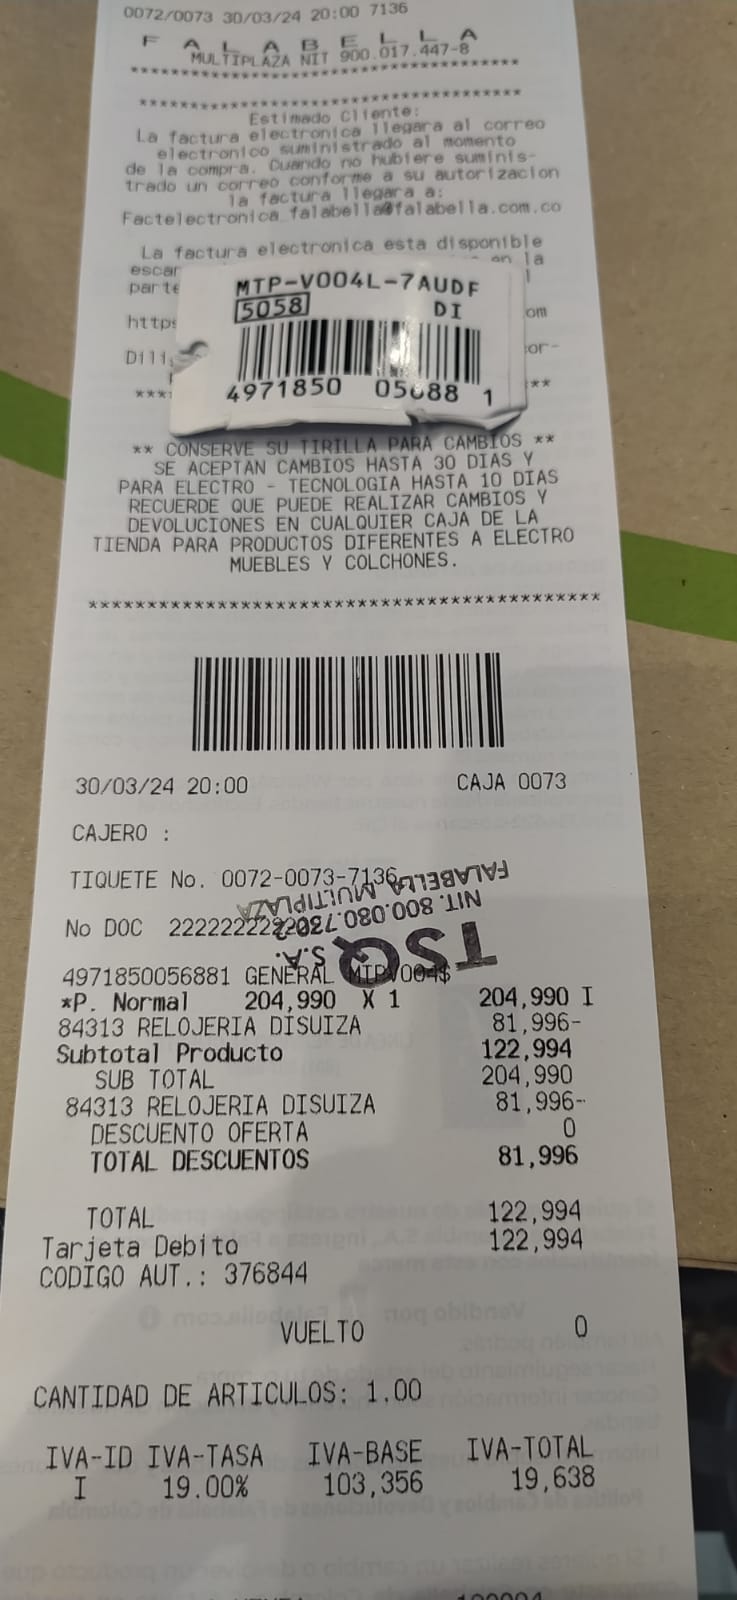 0072/0073 30/03/24 20:00 7136
F A L A B E L L A
MULTIPLAZA NIT 900.017.447-8
****************************************
****************************************
Estimado Cliente:
La factura electronica llegara al correo
electronico suministrado al momento
de la compra. Cuando no hubiere suminis-
trado un correo conforme a su autorizacion
la factura llegara a:
Factelectronica_falabella@falabella.com.co
La factura electronica esta disponible
en la
MTP-V004L-7AUDF
5058 DI
4971850 05688 1
** CONSERVE SU TIRILLA PARA CAMBIOS **
SE ACEPTAN CAMBIOS HASTA 30 DIAS Y
PARA ELECTRO - TECNOLOGIA HASTA 10 DIAS
RECUERDE QUE PUEDE REALIZAR CAMBIOS Y
DEVOLUCIONES EN CUALQUIER CAJA DE LA
TIENDA PARA PRODUCTOS DIFERENTES A ELECTRO
MUEBLES Y COLCHONES.
******************************************
30/03/24 20:00 CAJA 0073
CAJERO :
TIQUETE No. 0072-0073-7136
FALABELLA MULTIPLAZA
NIT. 800.080.730-2
TSQ S.A.
No DOC
4971850056881 GENERAL MTPV004$
*P. Normal 204,990 X 1 204,990 I
84313 RELOJERIA DISUIZA 81,996-
Subtotal Producto 122,994
SUB TOTAL 204,990
84313 RELOJERIA DISUIZA 81,996-
DESCUENTO OFERTA 0
TOTAL DESCUENTOS 81,996
TOTAL 122,994
Tarjeta Debito 122,994
CODIGO AUT.: 376844
VUELTO 0
CANTIDAD DE ARTICULOS: 1.00
IVA-ID IVA-TASA IVA-BASE IVA-TOTAL
I 19.00% 103,356 19,638